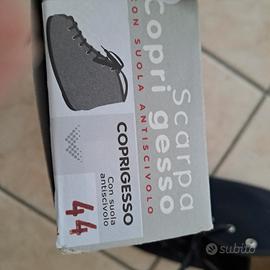 Scarpa
copri gesso
CON SUOLA ANTISCIVOLO
COPRIGESSO
Con suola
antiscivolo
44
subito